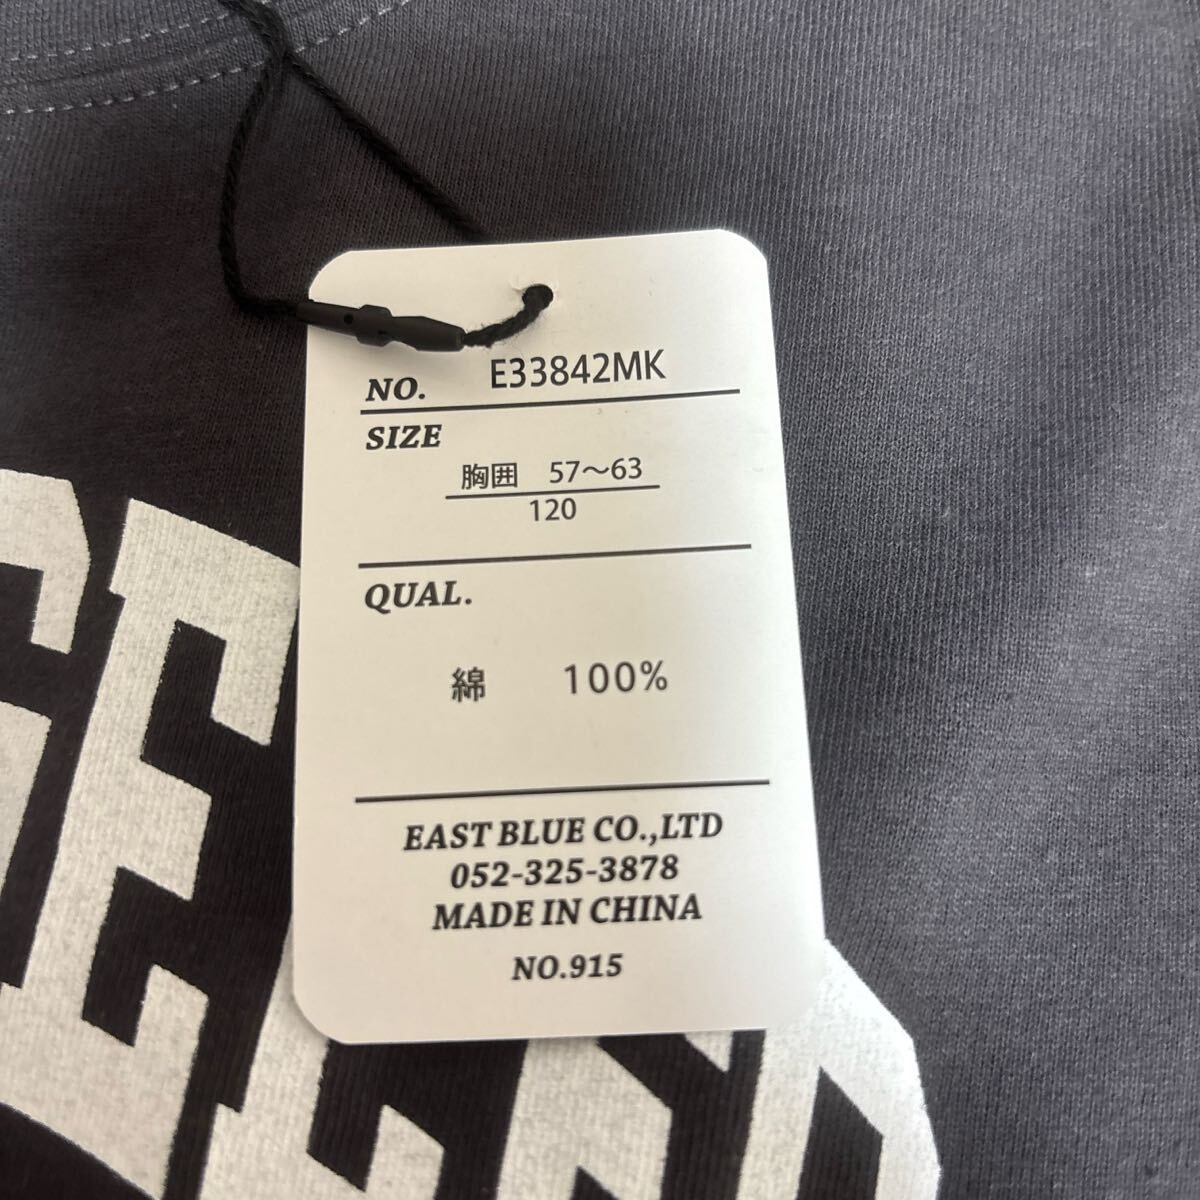 NO. E33842MK
SIZE
胸囲 57〜63
120
QUAL.
綿 100%
EAST BLUE CO.,LTD
052-325-3878
MADE IN CHINA
NO.915